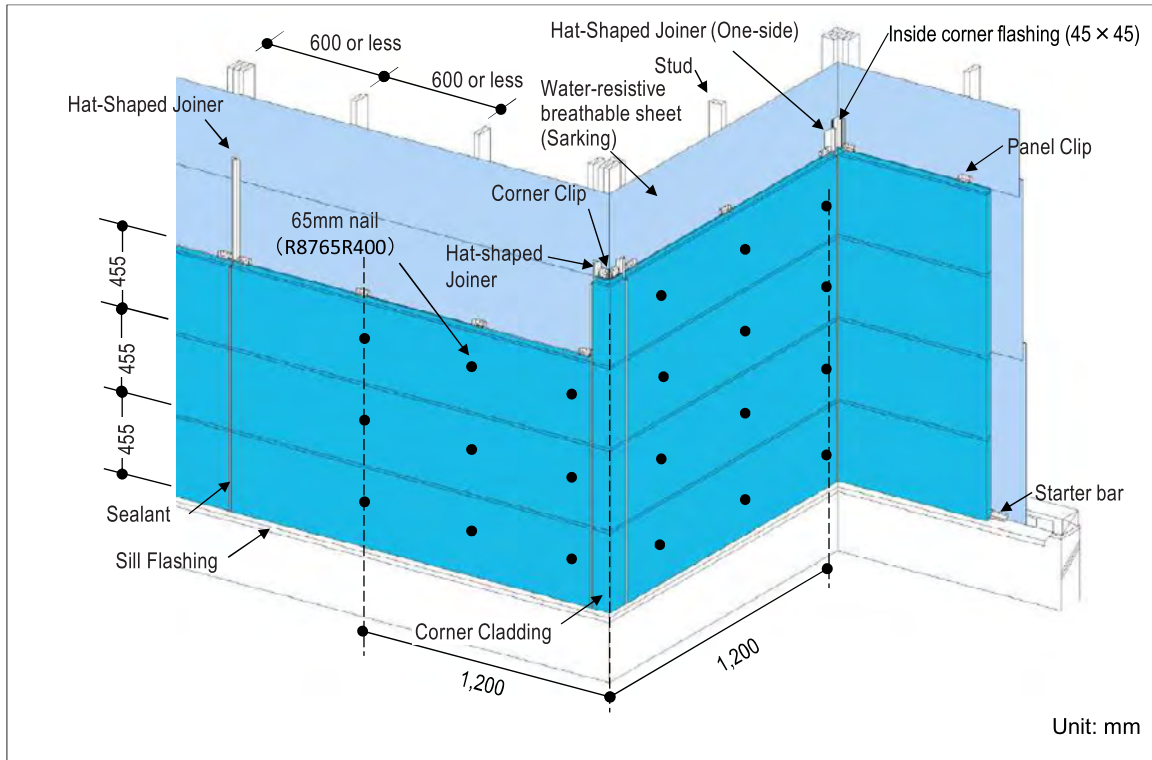 600 or less
600 or less
Hat-Shaped Joiner (One-side)
Inside corner flashing (45 × 45)
Stud
Hat-Shaped Joiner
Water-resistive
breathable sheet
(Sarking)
Panel Clip
Corner Clip
65mm nail
(R8765R400)
Hat-shaped
Joiner
455
455
455
Sealant
Starter bar
Sill Flashing
Corner Cladding
1,200
1,200
Unit: mm